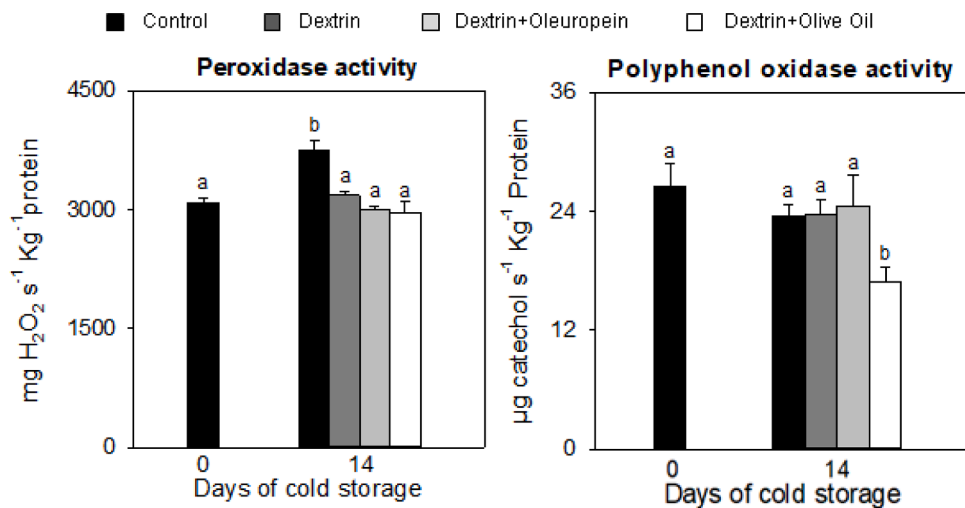 Control Dextrin Dextrin+Oleuropein Dextrin+Olive Oil
Peroxidase activity
mg H₂O₂ s⁻¹ Kg⁻¹protein
4500
3000
1500
0
a
b
a
a
a
0 14
Days of cold storage
Polyphenol oxidase activity
µg catechol s⁻¹ Kg⁻¹ Protein
36
24
12
0
a
a
a
a
b
0 14
Days of cold storage